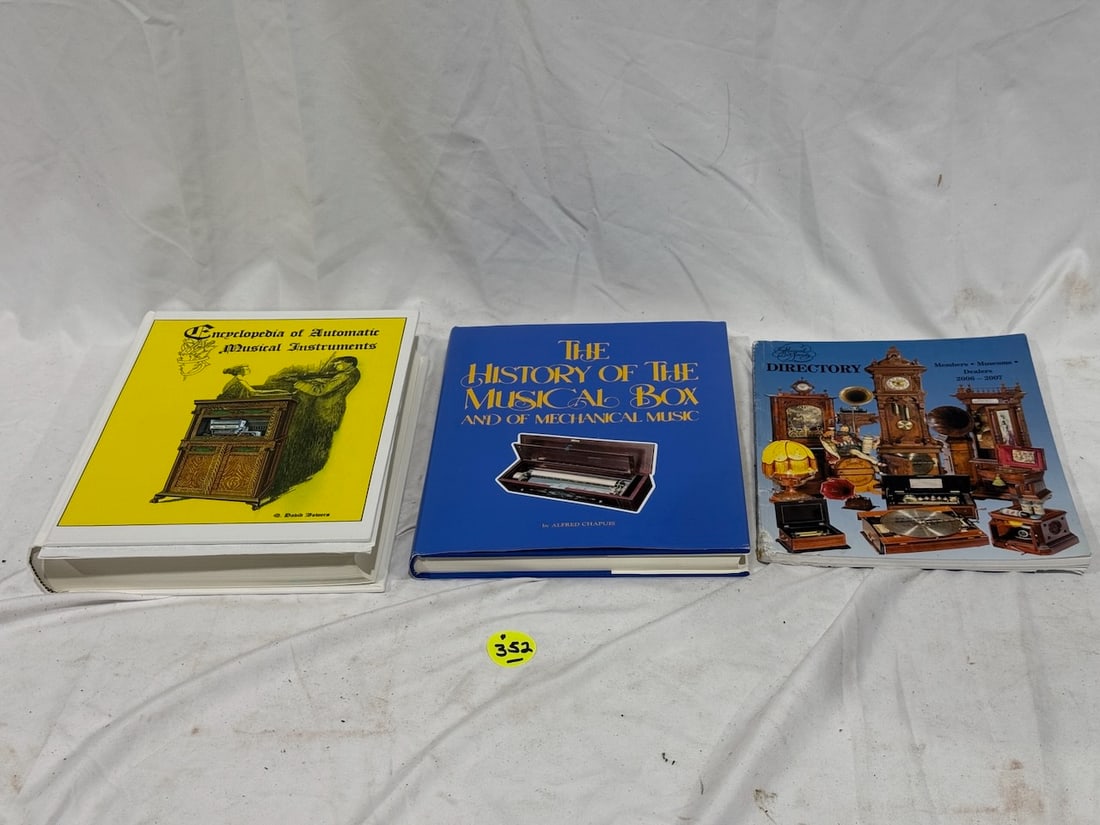 Encyclopedia of Automatic
Musical Instruments
Q. David Bowers
THE
HISTORY OF THE
MUSICAL BOX
AND OF MECHANICAL MUSIC
by ALFRED CHAPUIS
DIRECTORY
Members • Museums •
Dealers
2006 – 2007
352